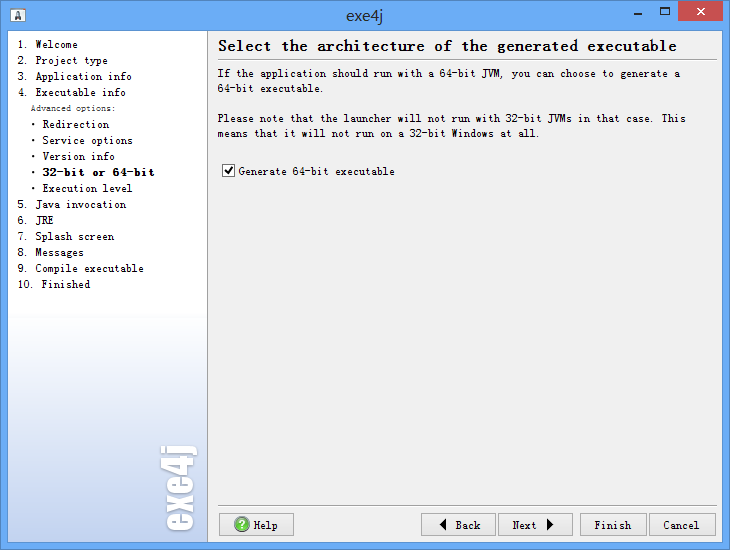 exe4j
1. Welcome
2. Project type
3. Application info
4. Executable info
Advanced options:
· Redirection
· Service options
· Version info
· 32-bit or 64-bit
· Execution level
5. Java invocation
6. JRE
7. Splash screen
8. Messages
9. Compile executable
10. Finished
exe4j
Select the architecture of the generated executable
If the application should run with a 64-bit JVM, you can choose to generate a
64-bit executable.
Please note that the launcher will not run with 32-bit JVMs in that case. This
means that it will not run on a 32-bit Windows at all.
Generate 64-bit executable
Help
Back
Next
Finish
Cancel